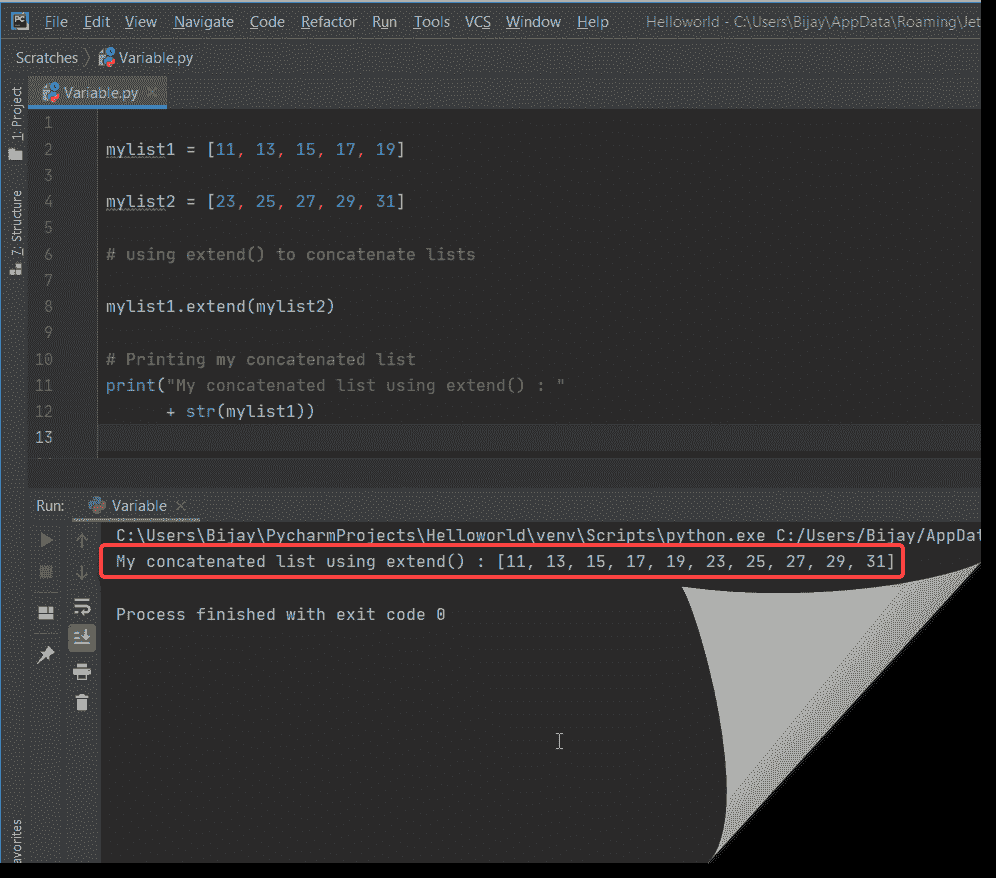 PC File Edit View Navigate Code Refactor Run Tools VCS Window Help Helloworld - C:\Users\Bijay\AppData\Roaming\Jet
Scratches Variable.py
Variable.py
1: Project
7: Structure
1
2 mylist1 = [11, 13, 15, 17, 19]
3
4 mylist2 = [23, 25, 27, 29, 31]
5
6 # using extend() to concatenate lists
7
8 mylist1.extend(mylist2)
9
10 # Printing my concatenated list
11 print("My concatenated list using extend() : "
12 + str(mylist1))
13
Run: Variable
C:\Users\Bijay\PycharmProjects\Helloworld\venv\Scripts\python.exe C:/Users/Bijay/AppDat
My concatenated list using extend() : [11, 13, 15, 17, 19, 23, 25, 27, 29, 31]
Process finished with exit code 0
avorites